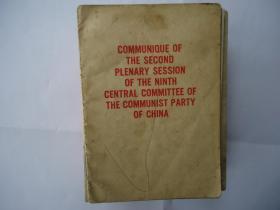 COMMUNIQUE OF
THE SECOND
PLENARY SESSION
OF THE NINTH
CENTRAL COMMITTEE OF
THE COMMUNIST PARTY
OF CHINA